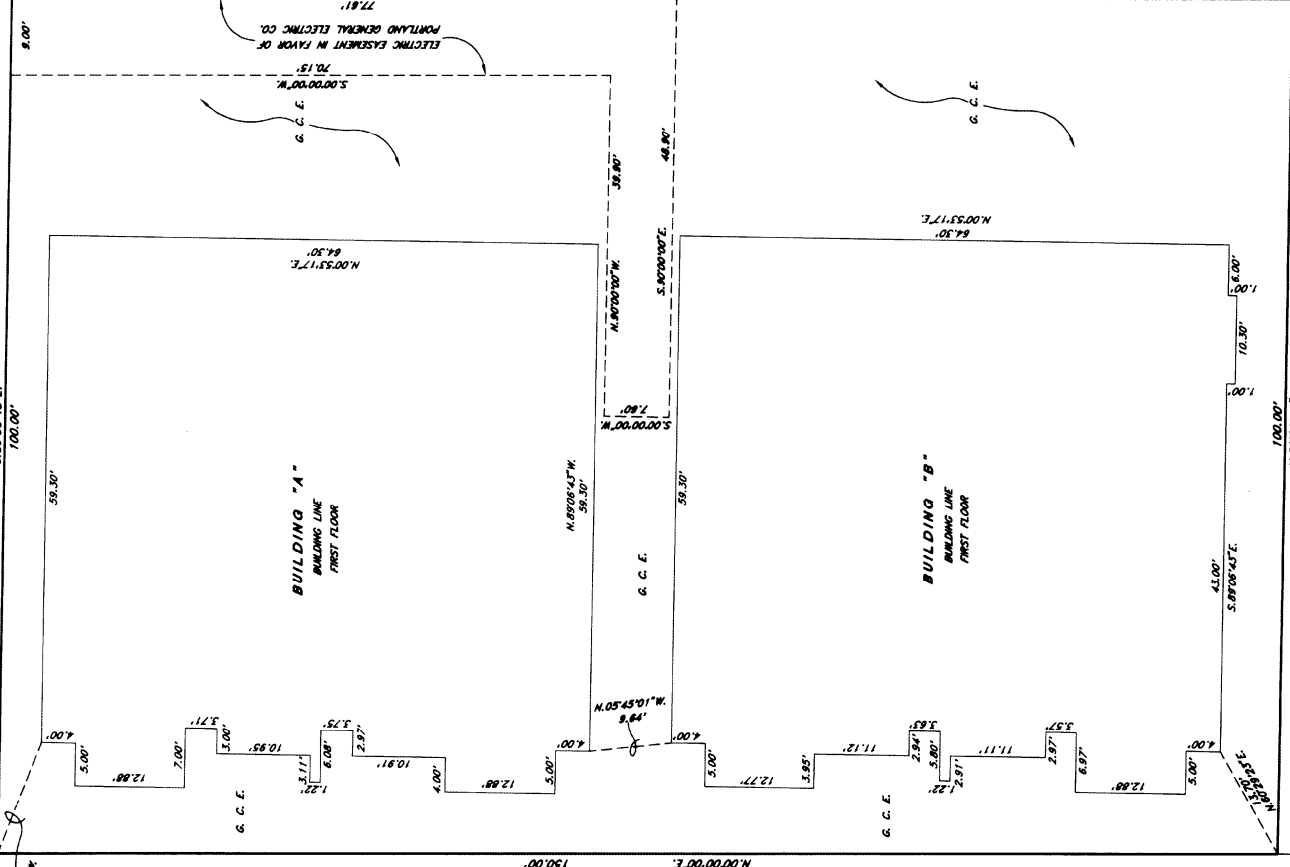 9.00'
77.61'
ELECTRIC EASEMENT IN FAVOR OF
PORTLAND GENERAL ELECTRIC CO.
S.00'00'00"W.
70.15'
G. C. E.
G. C. E.
39.90'
N.90'00'00"W.
48.90'
S.90'00'00"E.
S.00'00'00"W.
7.60'
N.00'53'17"E.
64.30'
N.00'53'17"E.
64.30'
6.00'
1.00'
10.30'
1.00'
100.00'
59.30'
BUILDING "A"
BUILDING LINE
FIRST FLOOR
N.89'06'43"W.
59.30'
G. C. E.
59.30'
BUILDING "B"
BUILDING LINE
FIRST FLOOR
43.00'
S.89'06'43"E.
100.00'
N.05'45'01"W.
9.64'
4.00'
5.00'
12.88'
7.00'
3.71'
3.00'
10.95'
3.11'
1.22'
6.08'
3.75'
2.97'
10.91'
4.00'
12.88'
5.00'
4.00'
4.00'
5.00'
12.77'
3.95'
11.12'
2.94'
3.63'
5.80'
1.22'
2.91'
11.11'
2.97'
3.57'
6.97'
12.88'
5.00'
4.00'
N.60'29'23"E.
13.70'
G. C. E.
G. C. E.
N.00'00'00"E.
150.00'